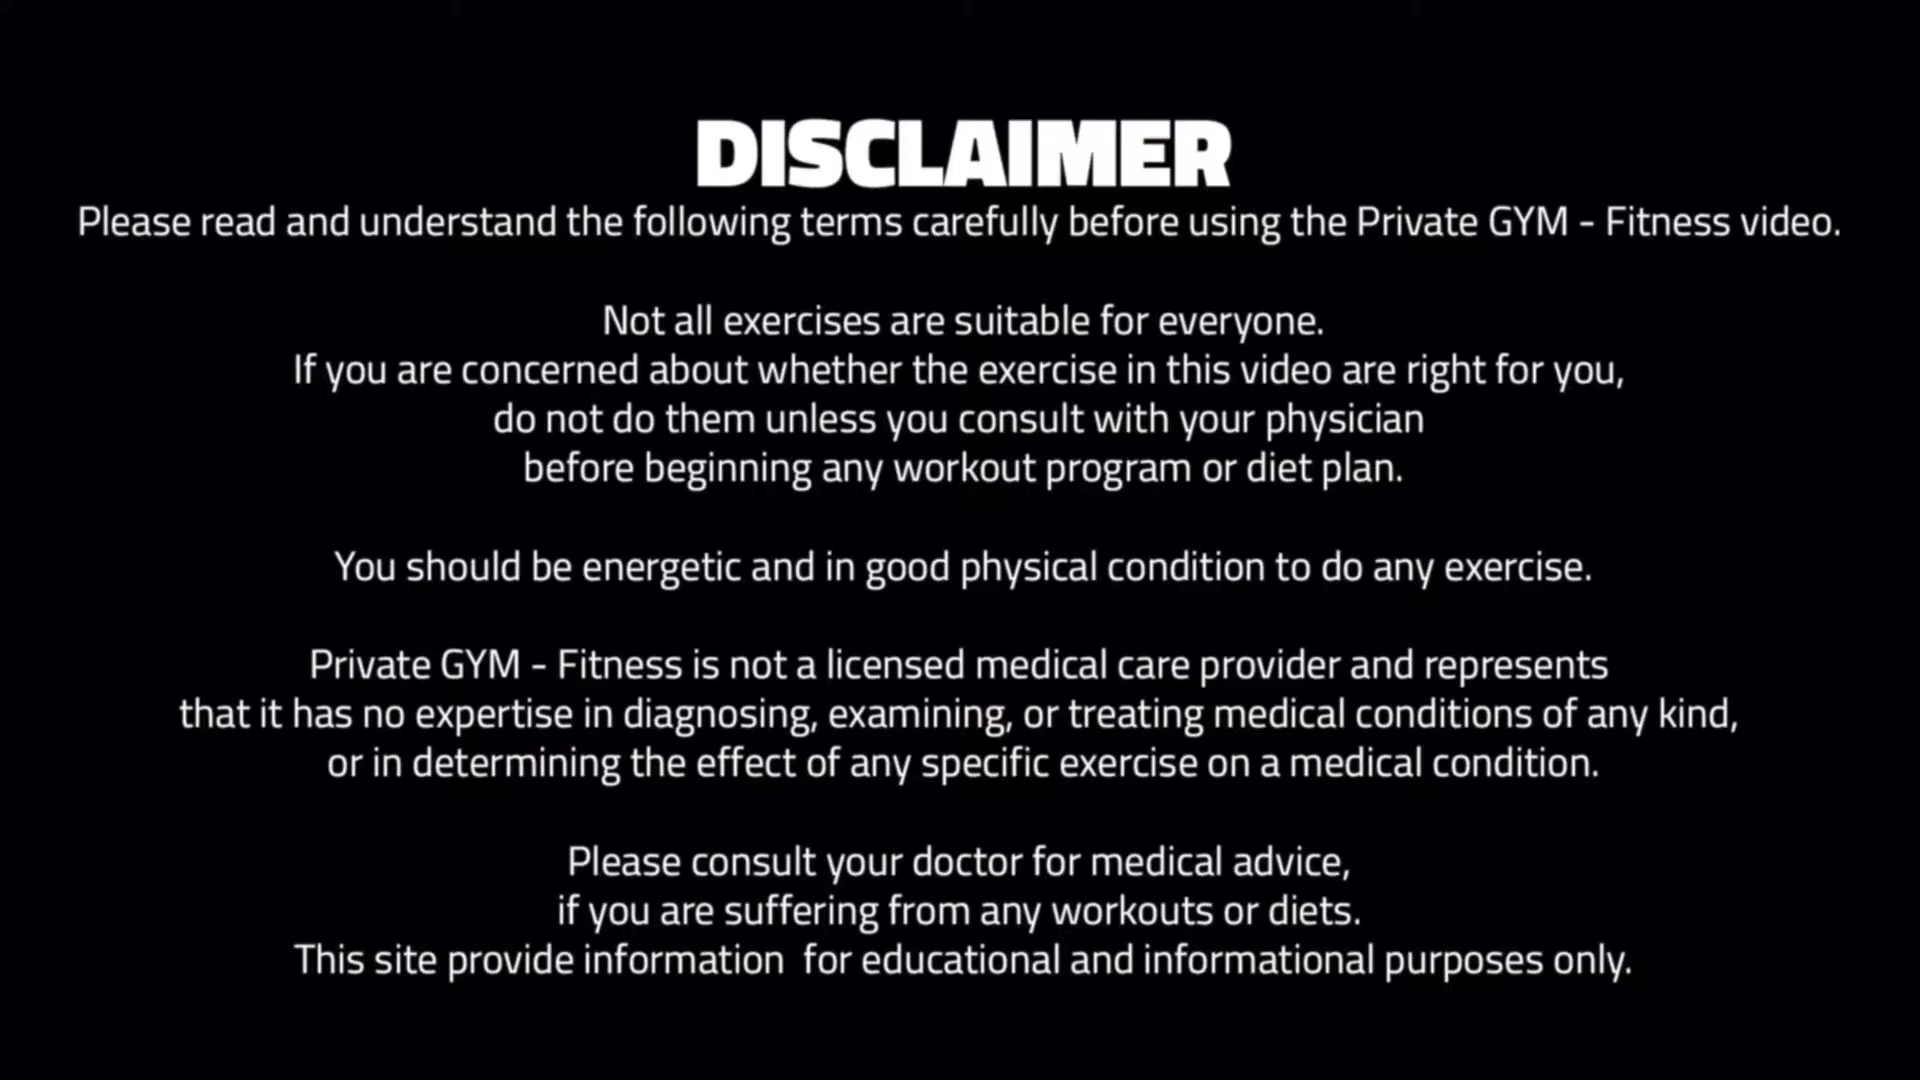 DISCLAIMER
Please read and understand the following terms carefully before using the Private GYM - Fitness video.
Not all exercises are suitable for everyone.
If you are concerned about whether the exercise in this video are right for you,
do not do them unless you consult with your physician
before beginning any workout program or diet plan.
You should be energetic and in good physical condition to do any exercise.
Private GYM - Fitness is not a licensed medical care provider and represents
that it has no expertise in diagnosing, examining, or treating medical conditions of any kind,
or in determining the effect of any specific exercise on a medical condition.
Please consult your doctor for medical advice,
if you are suffering from any workouts or diets.
This site provide information for educational and informational purposes only.